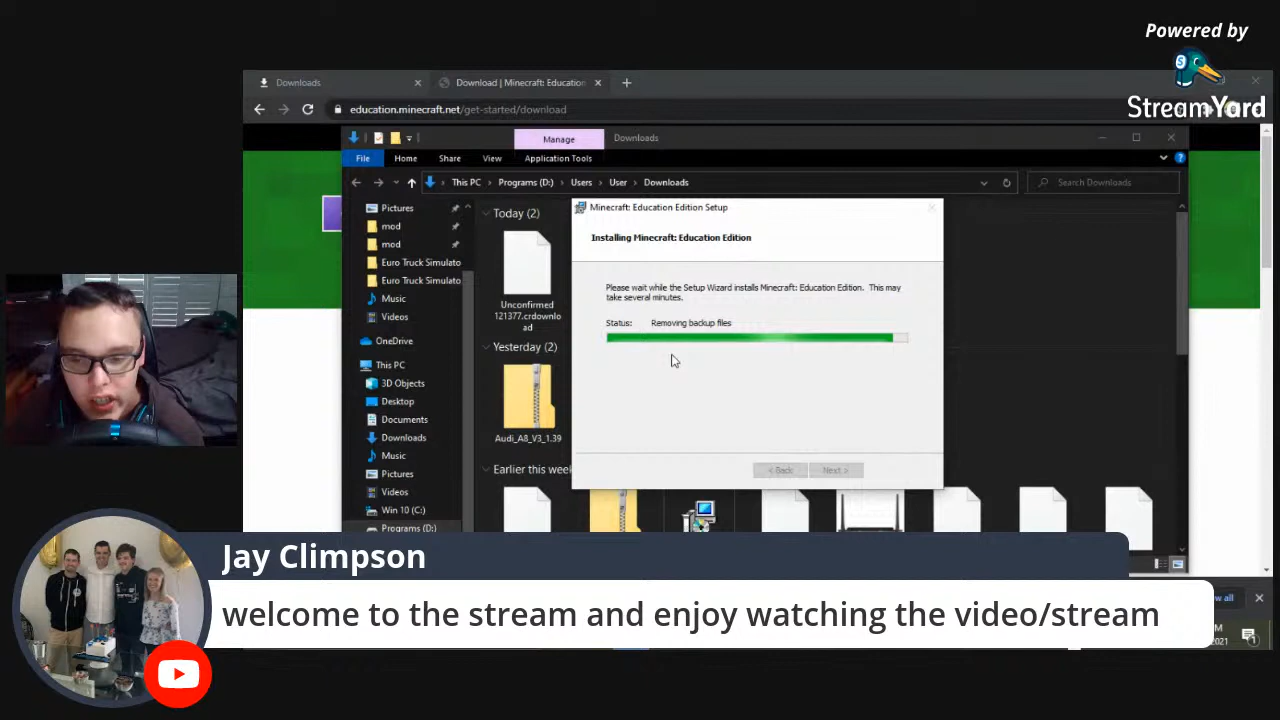 Powered by
StreamYard
Downloads
Download | Minecraft: Education
education.minecraft.net/get-started/download
Manage
Downloads
File
Home
Share
View
Application Tools
This PC
Programs (D:)
Users
User
Downloads
Search Downloads
Pictures
mod
mod
Euro Truck Simulato
Euro Truck Simulato
Music
Videos
OneDrive
This PC
3D Objects
Desktop
Documents
Downloads
Music
Pictures
Videos
Win 10 (C:)
Programs (D:)
Today (2)
Unconfirmed
121377.crdownlo
ad
Yesterday (2)
Audi_A8_V3_1.39
Earlier this week
Minecraft: Education Edition Setup
Installing Minecraft: Education Edition
Please wait while the Setup Wizard installs Minecraft: Education Edition. This may
take several minutes.
Status: Removing backup files
< Back
Next >
Jay Climpson
welcome to the stream and enjoy watching the video/stream
w all
M
2021
1